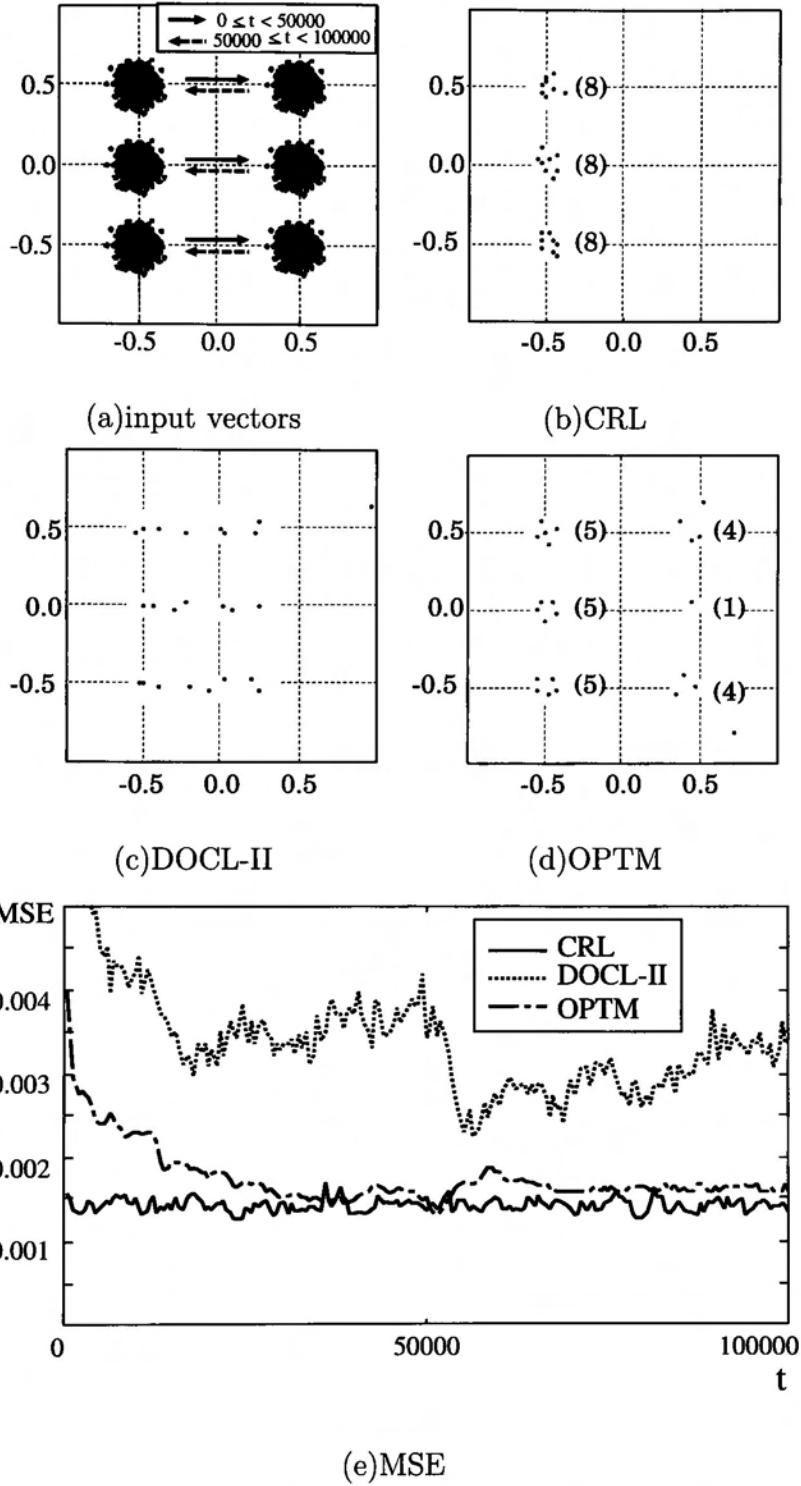 0 ≤ t < 50000
50000 ≤ t < 100000
0.5
0.0
-0.5
-0.5 0.0 0.5
(a)input vectors
0.5 (8)
0.0 (8)
-0.5 (8)
-0.5 0.0 0.5
(b)CRL
0.5
0.0
-0.5
-0.5 0.0 0.5
(c)DOCL-II
0.5 (5) (4)
0.0 (5) (1)
-0.5 (5) (4)
-0.5 0.0 0.5
(d)OPTM
MSE
CRL
DOCL-II
OPTM
0.004
0.003
0.002
0.001
0 50000 100000
t
(e)MSE